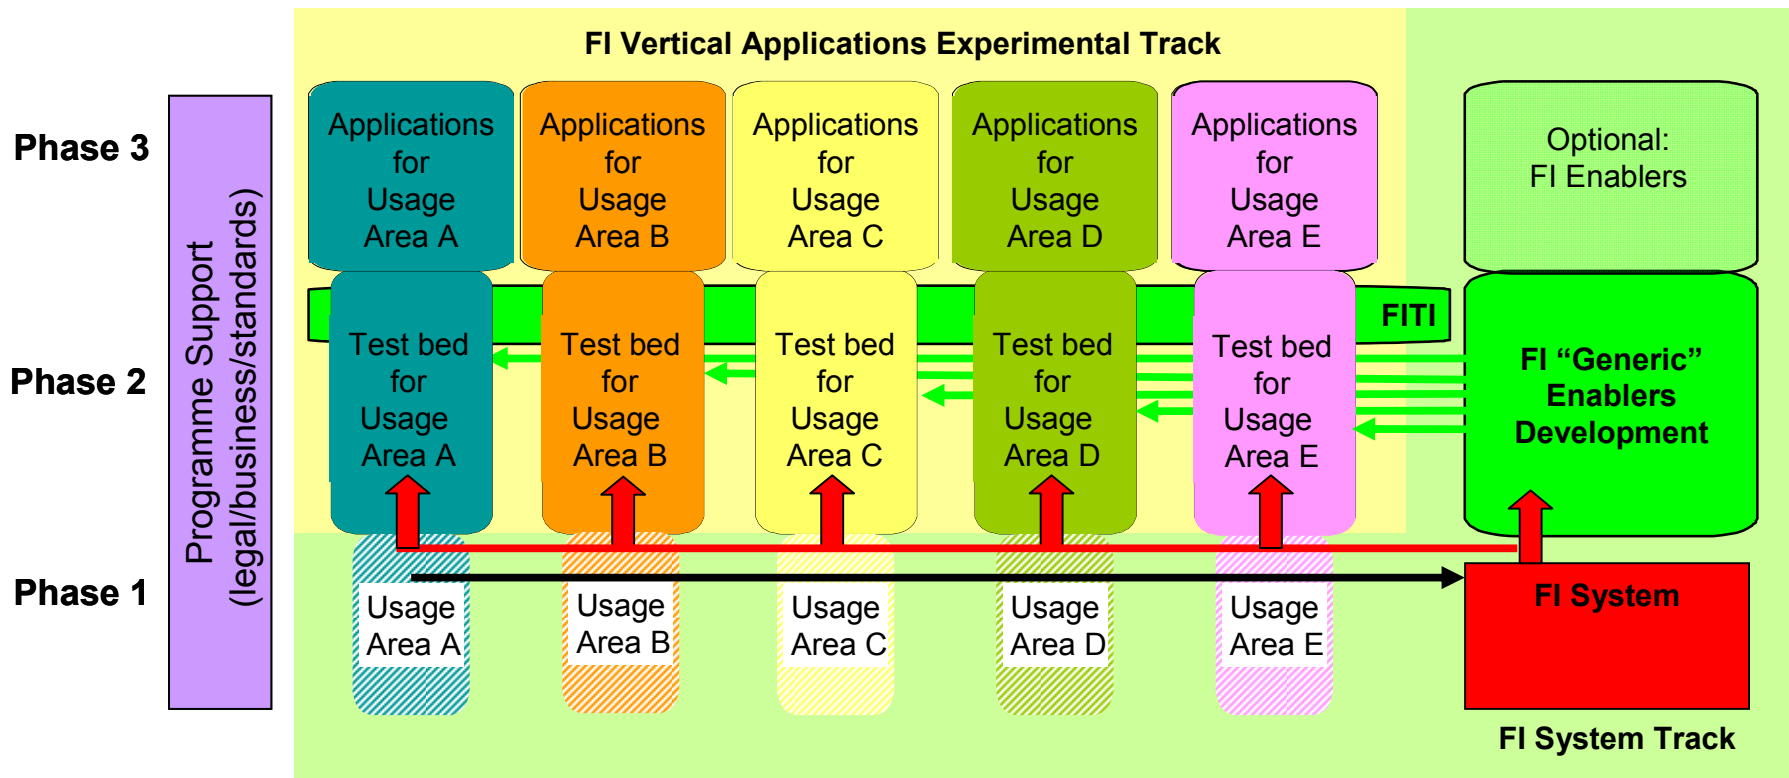 FI Vertical Applications Experimental Track
Phase 3
Applications
for
Usage
Area A
Applications
for
Usage
Area B
Applications
for
Usage
Area C
Applications
for
Usage
Area D
Applications
for
Usage
Area E
Optional:
FI Enablers
Programme Support
(legal/business/standards)
FITI
Phase 2
Test bed
for
Usage
Area A
Test bed
for
Usage
Area B
Test bed
for
Usage
Area C
Test bed
for
Usage
Area D
Test bed
for
Usage
Area E
FI “Generic”
Enablers
Development
Phase 1
Usage
Area A
Usage
Area B
Usage
Area C
Usage
Area D
Usage
Area E
FI System
FI System Track